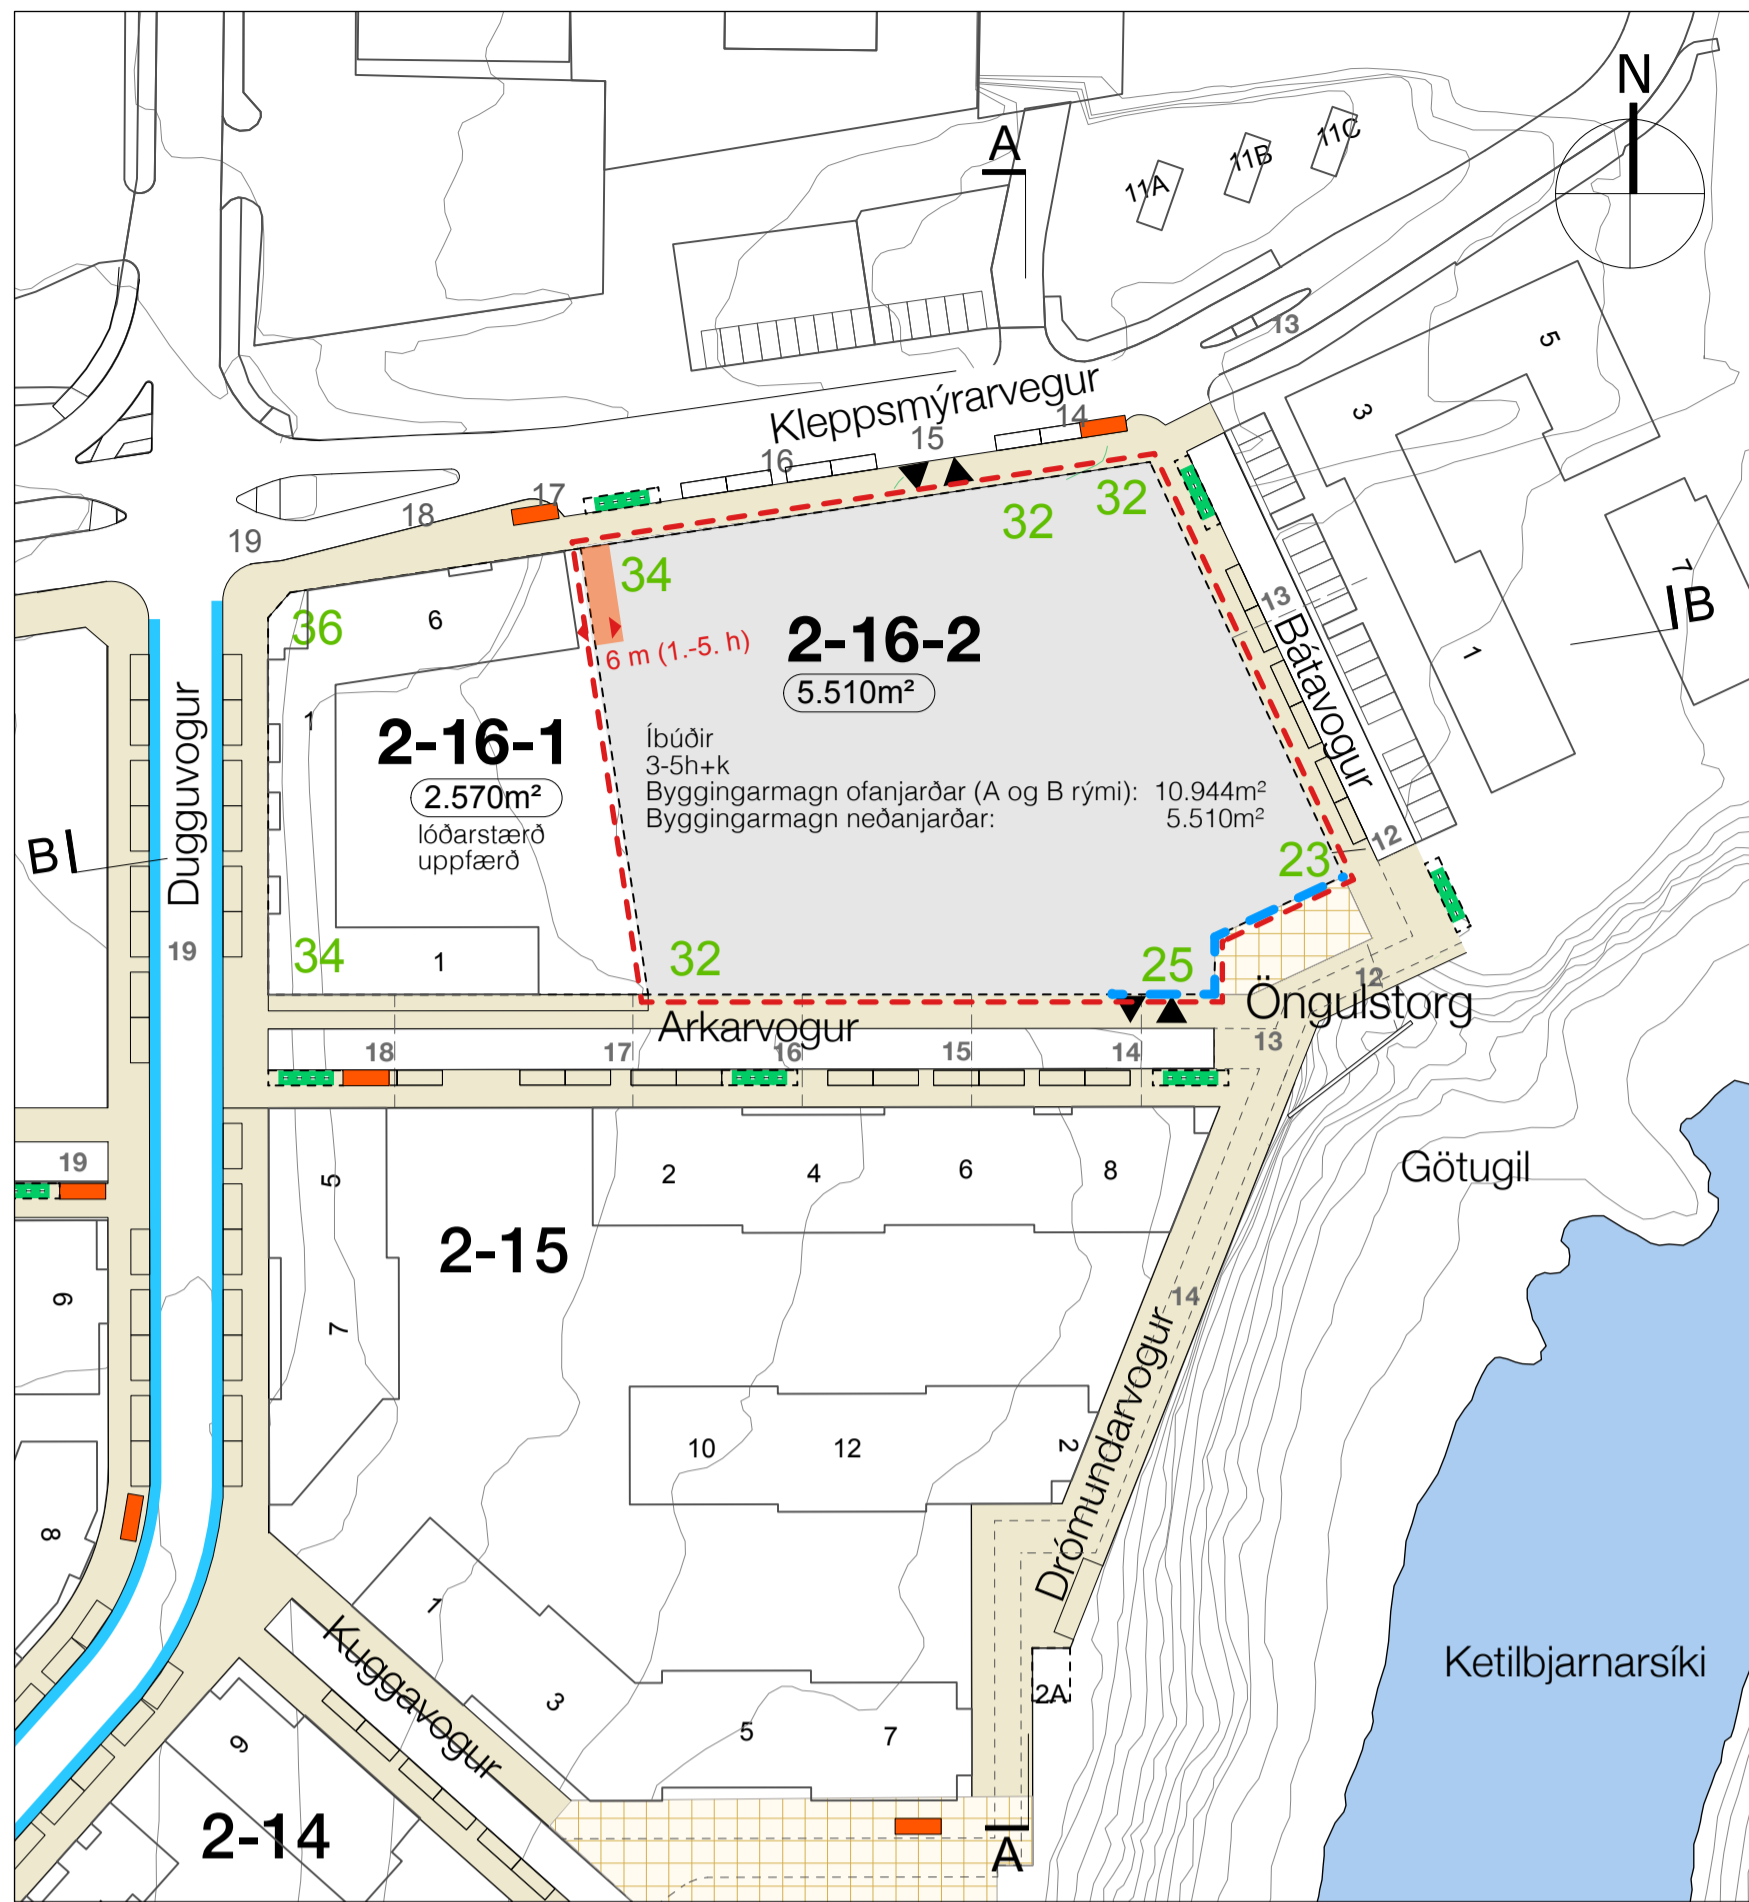 N
A
11A
11B
11C
13
5
3
Kleppsmýrarvegur
14
15
16
17
18
19
32
32
34
36
6
7
B
6 m (1.-5. h)
2-16-2
5.510m²
13
Bátavogur
1
Dugguvogur
1
2-16-1
2.570m²
lóðarstærð
uppfærð
Íbúðir
3-5h+k
Byggingarmagn ofanjarðar (A og B rými): 10.944m²
Byggingarmagn neðanjarðar: 5.510m²
B
12
23
19
34
1
32
25
12
Öngulstorg
Arkarvogur
13
18
17
16
15
14
19
5
2
4
6
8
Götugil
2-15
9
7
14
Drómundarvogur
10
12
2
8
1
Kuggavogur
3
5
7
2A
Ketilbjarnarsíki
9
2-14
A